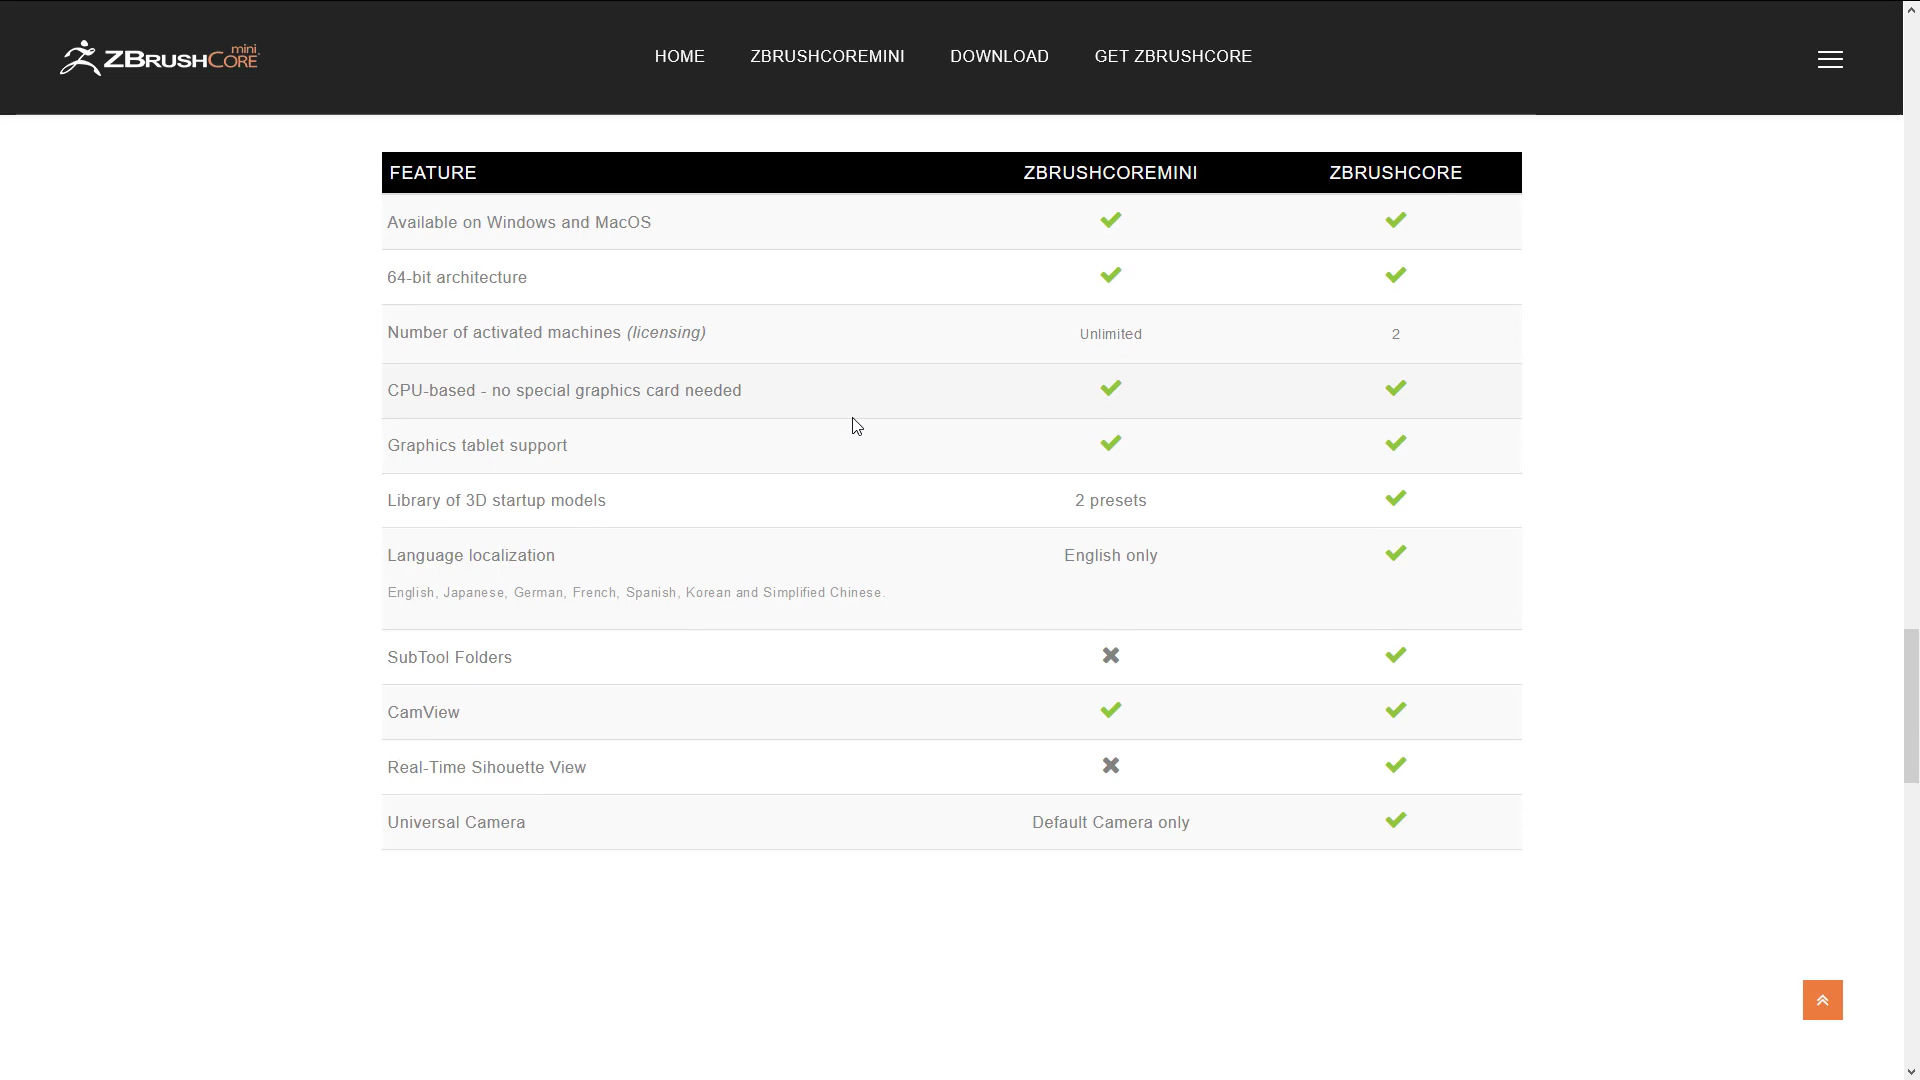 ZBRUSHCORE mini
HOME ZBRUSHCOREMINI DOWNLOAD GET ZBRUSHCORE
FEATURE ZBRUSHCOREMINI ZBRUSHCORE
Available on Windows and MacOS
64-bit architecture
Number of activated machines (licensing) Unlimited 2
CPU-based - no special graphics card needed
Graphics tablet support
Library of 3D startup models 2 presets
Language localization English only
English, Japanese, German, French, Spanish, Korean and Simplified Chinese.
SubTool Folders
CamView
Real-Time Sihouette View
Universal Camera Default Camera only